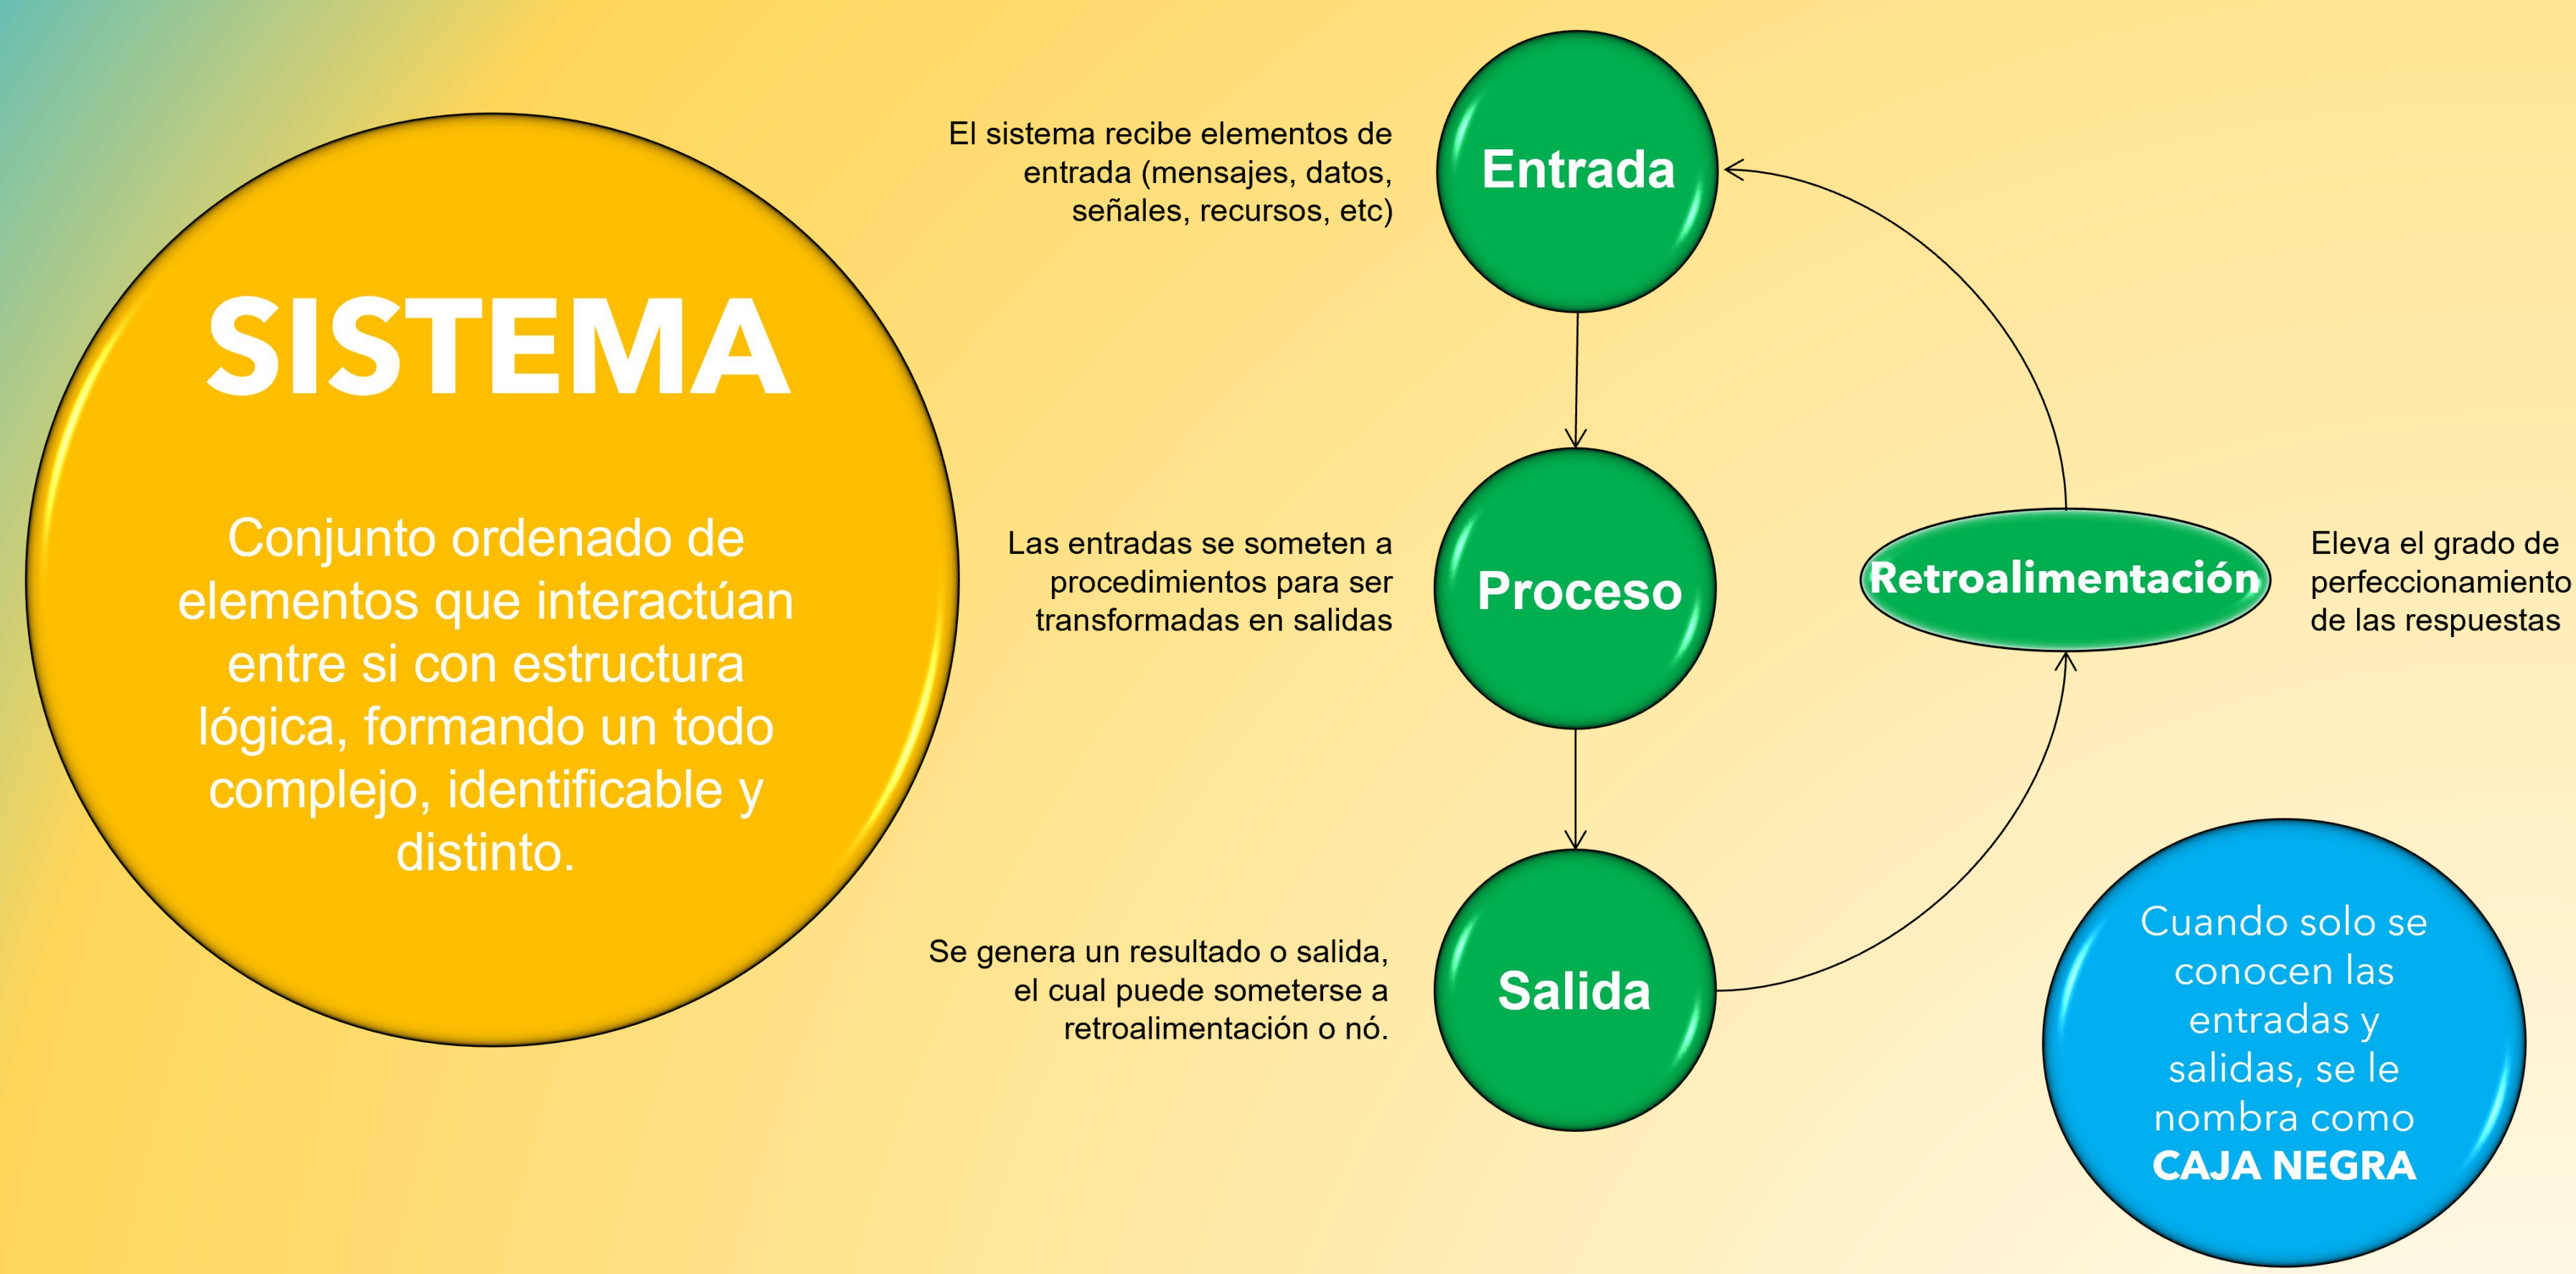 SISTEMA
Conjunto ordenado de
elementos que interactúan
entre si con estructura
lógica, formando un todo
complejo, identificable y
distinto.
El sistema recibe elementos de
entrada (mensajes, datos,
señales, recursos, etc)
Entrada
Las entradas se someten a
procedimientos para ser
transformadas en salidas
Proceso
Se genera un resultado o salida,
el cual puede someterse a
retroalimentación o nó.
Salida
Retroalimentación
Eleva el grado de
perfeccionamiento
de las respuestas
Cuando solo se
conocen las
entradas y
salidas, se le
nombra como
CAJA NEGRA